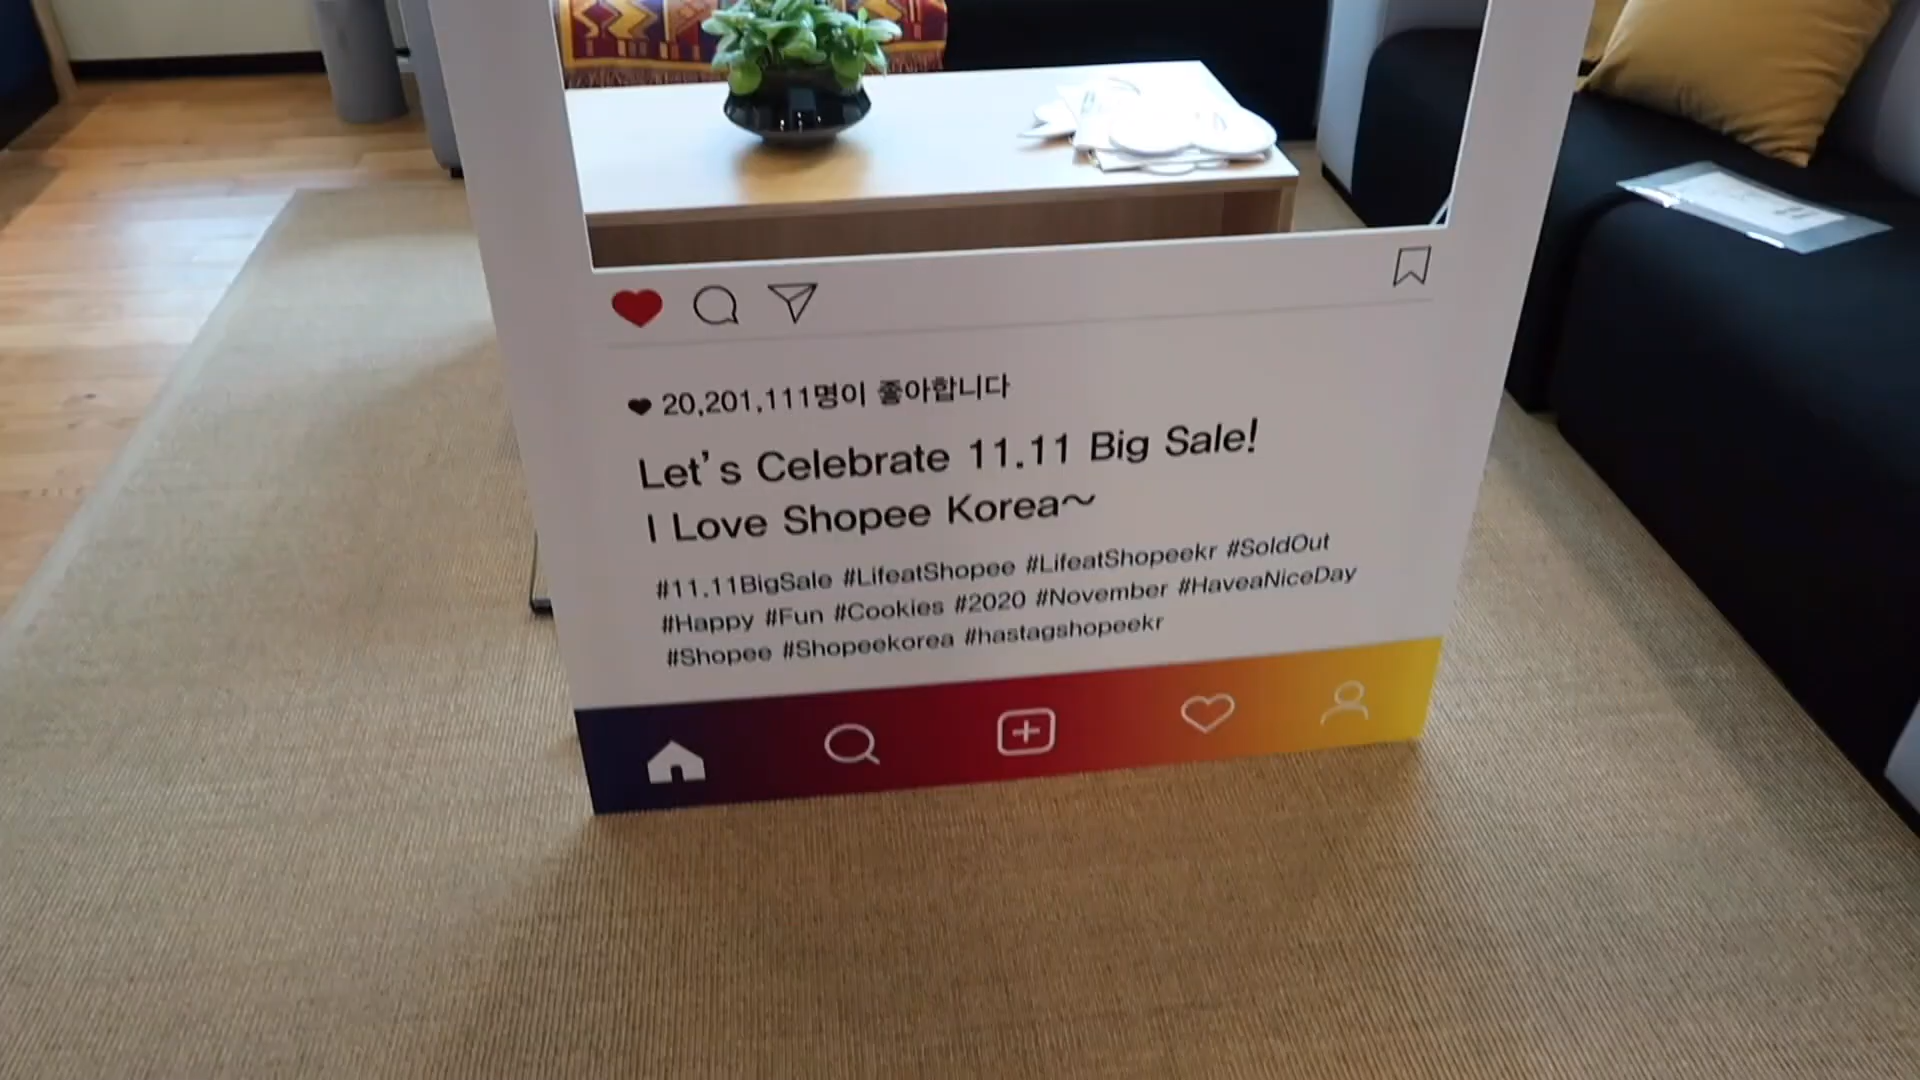 20,201,111명이 좋아합니다
Let's Celebrate 11.11 Big Sale!
I Love Shopee Korea~
#11.11BigSale #LifeatShopee #LifeatShopeekr #SoldOut
#Happy #Fun #Cookies #2020 #November #HaveaNiceDay
#Shopee #Shopeekorea #hastagshopeekr